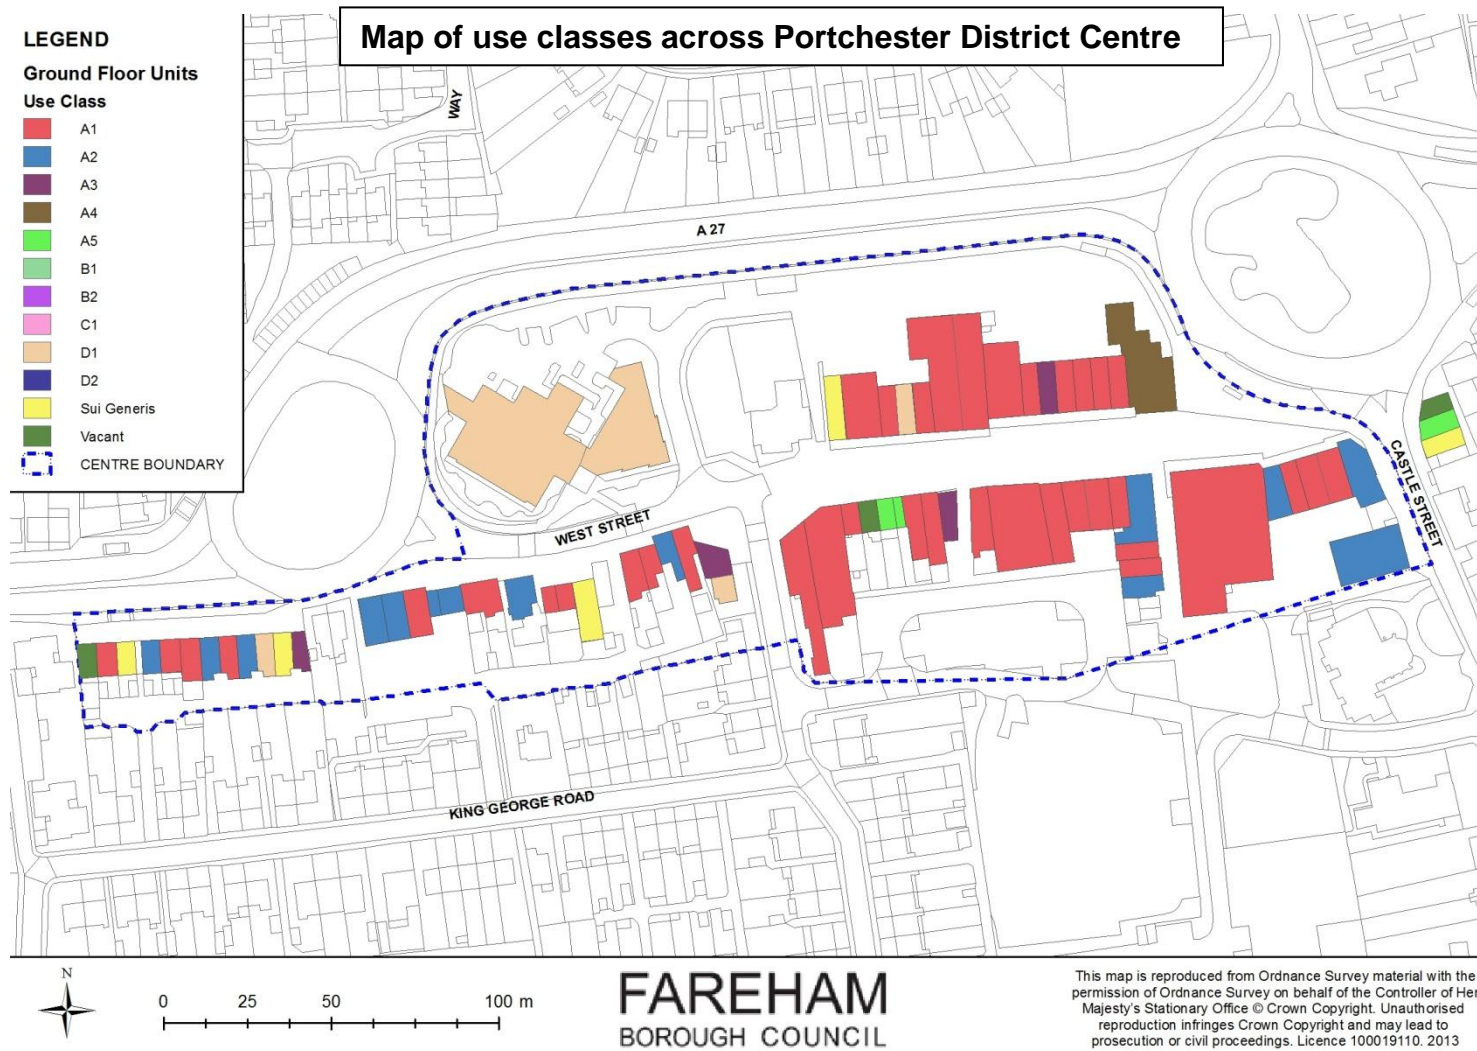 Map of use classes across Portchester District Centre
LEGEND
Ground Floor Units
Use Class
A1
A2
A3
A4
A5
B1
B2
C1
D1
D2
Sui Generis
Vacant
CENTRE BOUNDARY
WAY
A 27
WEST STREET
CASTLE STREET
KING GEORGE ROAD
N
0 25 50 100 m
FAREHAM
BOROUGH COUNCIL
This map is reproduced from Ordnance Survey material with the
permission of Ordnance Survey on behalf of the Controller of Her
Majesty's Stationary Office © Crown Copyright. Unauthorised
reproduction infringes Crown Copyright and may lead to
prosecution or civil proceedings. Licence 100019110. 2013